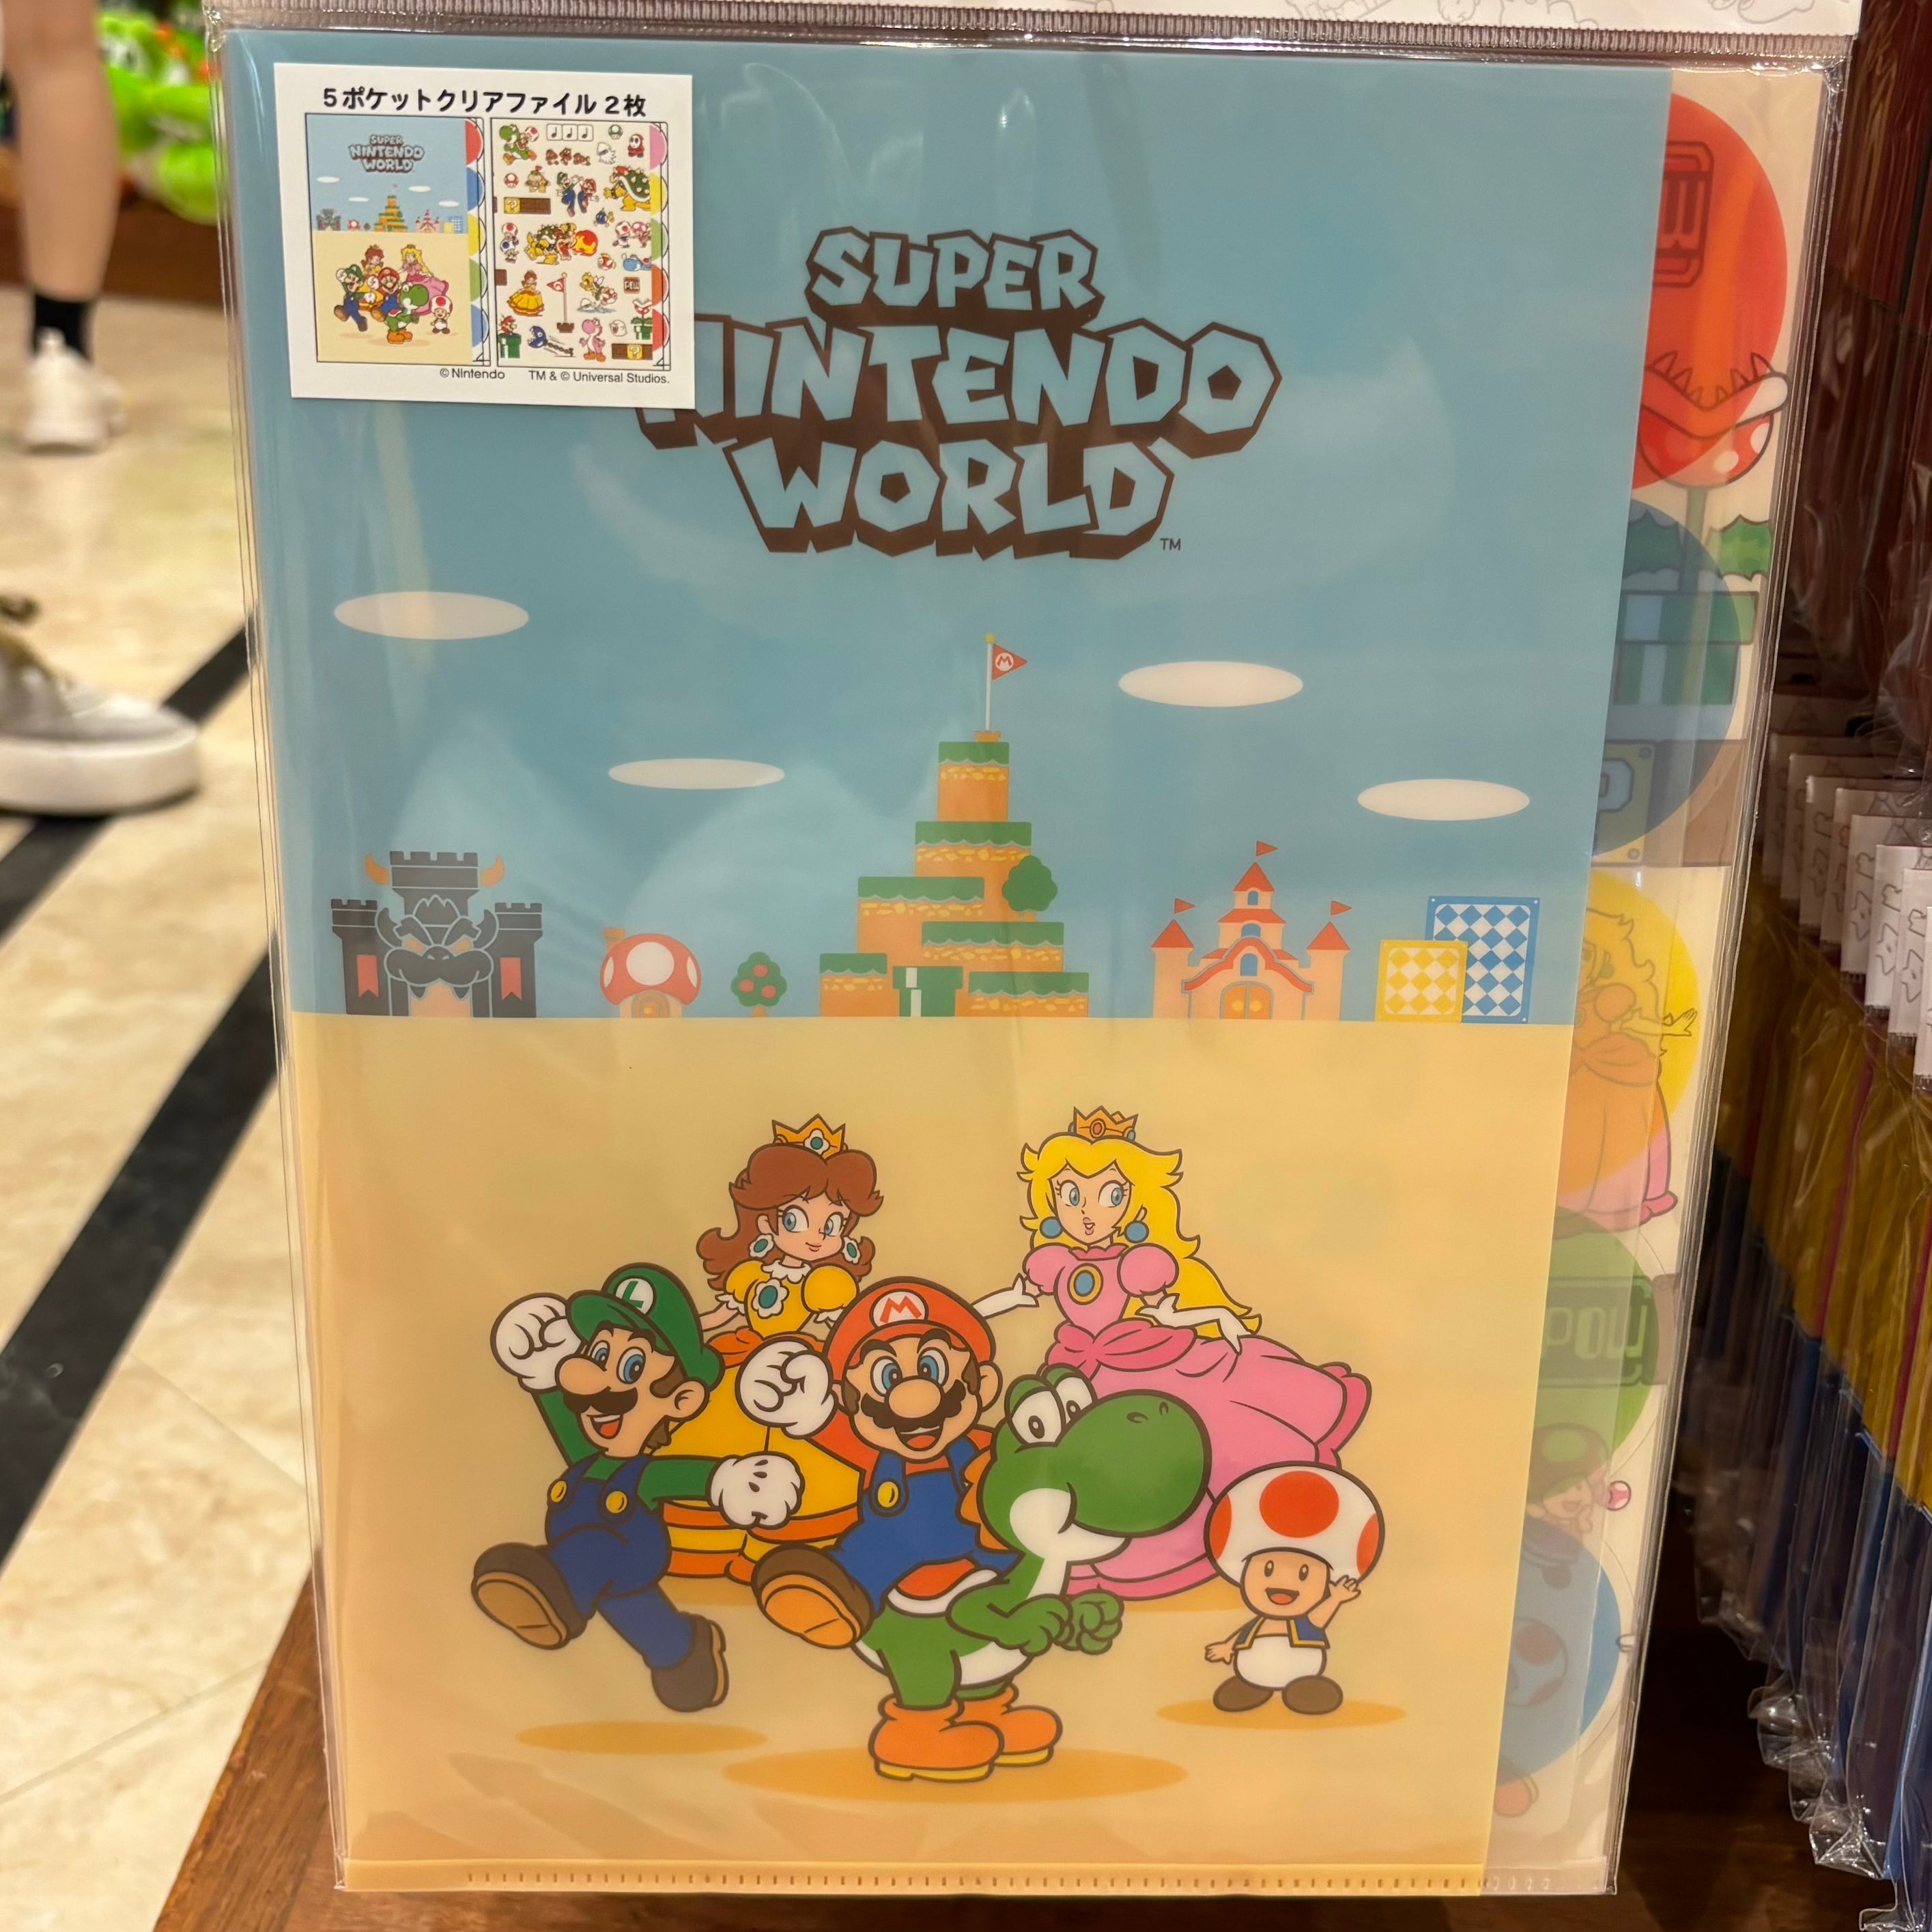 5ポケットクリアファイル2枚
SUPER
NINTENDO
WORLD
© Nintendo TM & © Universal Studios.
SUPER
NINTENDO
WORLD
TM
M
L
M
POW